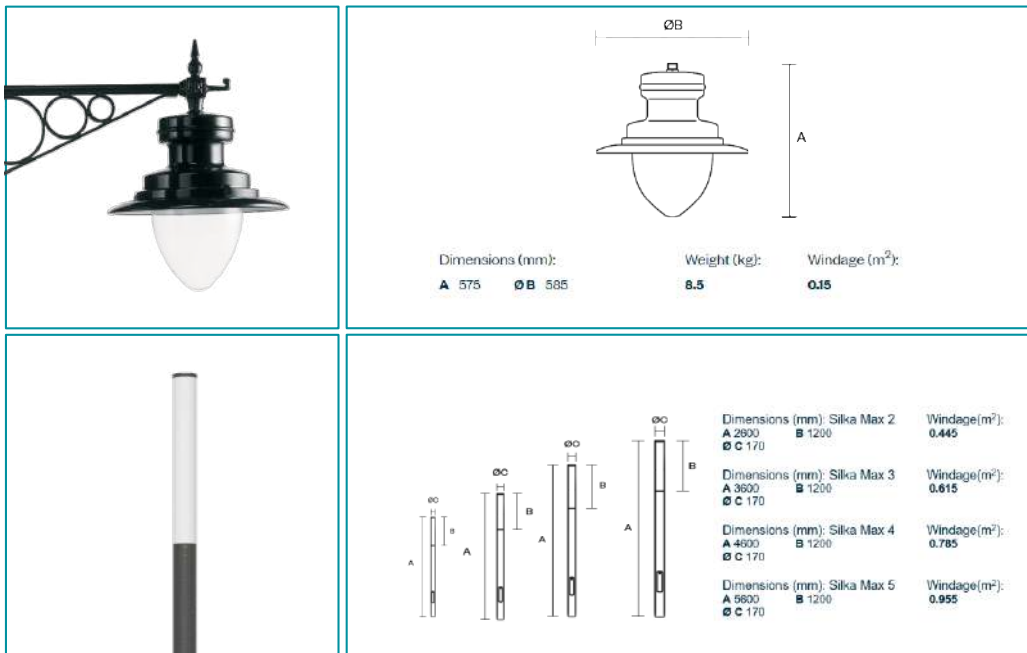 ØB
A
Dimensions (mm): Weight (kg): Windage (m²):
A 575 ØB 585 8.5 0.15
ØC
ØC
ØC
ØC
B
B
B
B
A
A
A
A
Dimensions (mm): Silka Max 2 Windage(m²):
A 2600 B 1200 0.445
Ø C 170
Dimensions (mm): Silka Max 3 Windage(m²):
A 3600 B 1200 0.615
Ø C 170
Dimensions (mm): Silka Max 4 Windage(m²):
A 4600 B 1200 0.785
Ø C 170
Dimensions (mm): Silka Max 5 Windage(m²):
A 5600 B 1200 0.955
Ø C 170